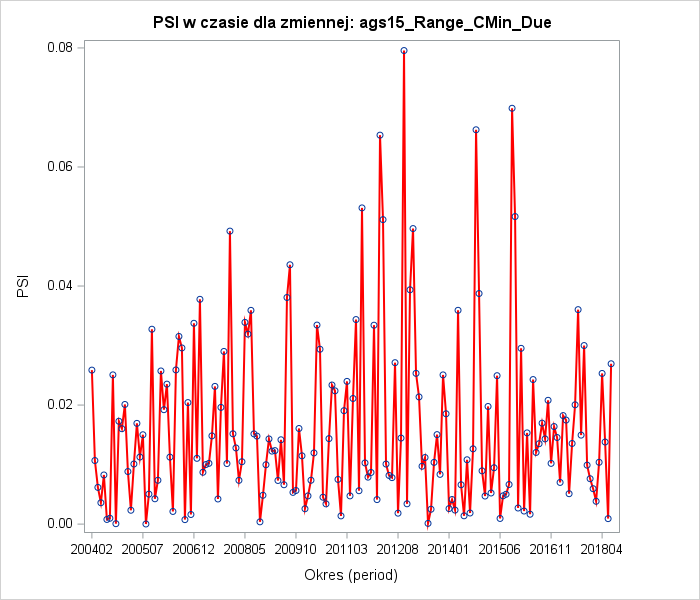 PSI w czasie dla zmiennej: ags15_Range_CMin_Due
0.08
0.06
0.04
0.02
0.00
PSI
200402 200507 200612 200805 200910 201103 201208 201401 201506 201611 201804
Okres (period)